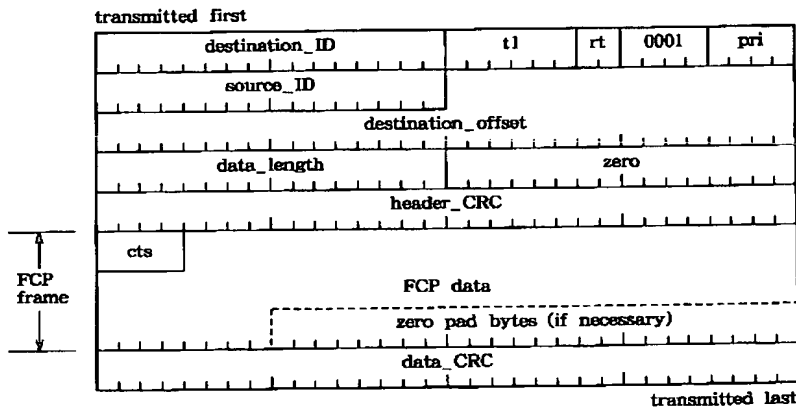 transmitted first
destination_ID tl rt 0001 pri
source_ID
destination_offset
data_length zero
header_CRC
cts
FCP
frame
FCP data
zero pad bytes (if necessary)
data_CRC
transmitted last